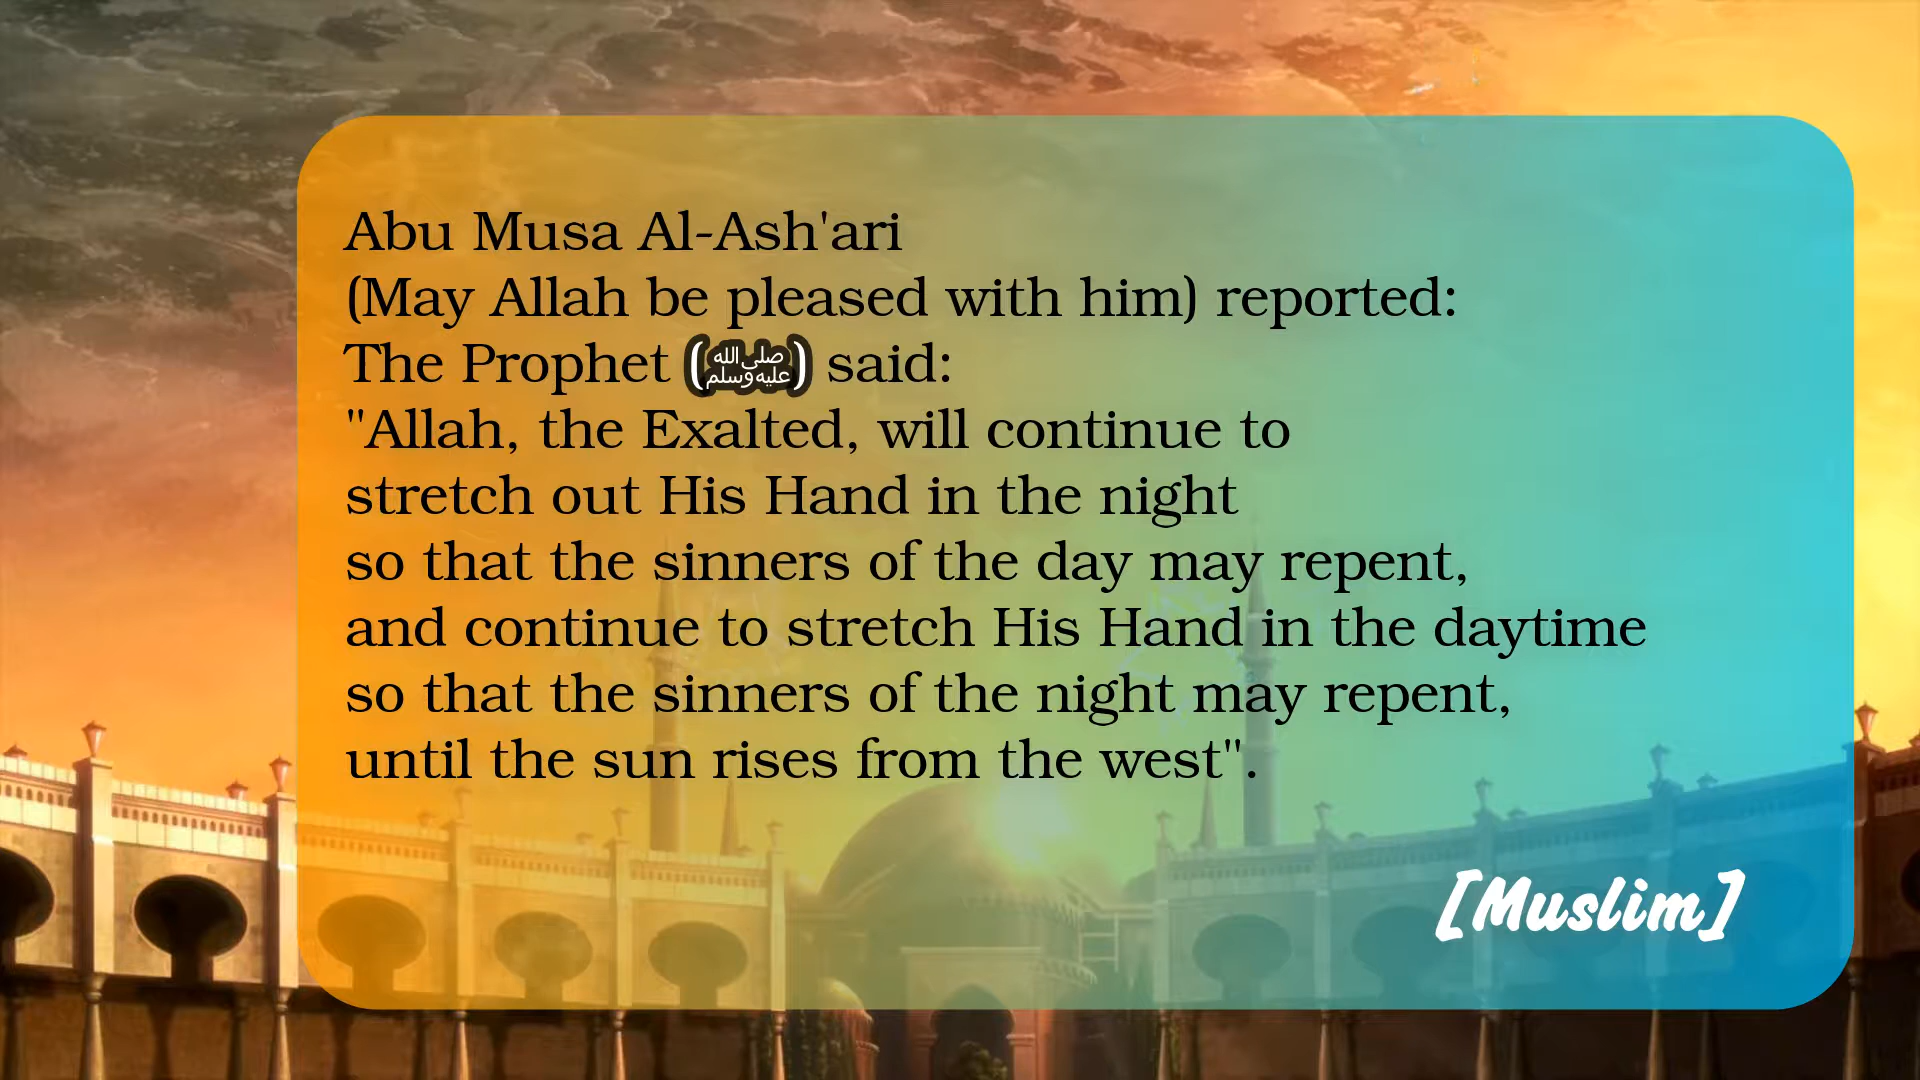 Abu Musa Al-Ash'ari
(May Allah be pleased with him) reported:
The Prophet (ﷺ) said:
"Allah, the Exalted, will continue to
stretch out His Hand in the night
so that the sinners of the day may repent,
and continue to stretch His Hand in the daytime
so that the sinners of the night may repent,
until the sun rises from the west".
[Muslim]